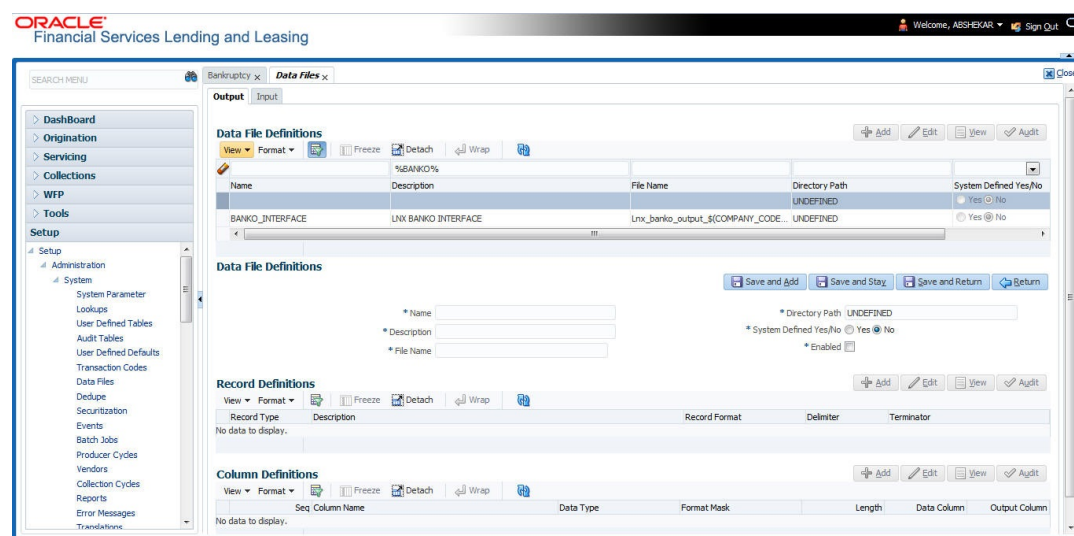 ORACLE
Financial Services Lending and Leasing
Welcome, ABSHEKAR
Sign Out
SEARCH MENU
DashBoard
Origination
Servicing
Collections
WFP
Tools
Setup
Setup
Administration
System
System Parameter
Lookups
User Defined Tables
Audit Tables
User Defined Defaults
Transaction Codes
Data Files
Dedupe
Securitization
Events
Batch Jobs
Producer Cycles
Vendors
Collection Cycles
Reports
Error Messages
Translations
Bankruptcy x Data Files x
Close
Output Input
Data File Definitions
Add Edit View Audit
View Format Freeze Detach Wrap
%BANKO%
Name Description File Name Directory Path System Defined Yes/No
UNDEFINED Yes No
BANKO_INTERFACE LNX BANKO INTERFACE Lnx_banko_output_$(COMPANY_CODE... UNDEFINED Yes No
Data File Definitions
Save and Add Save and Stay Save and Return Return
* Name
* Description
* File Name
* Directory Path UNDEFINED
* System Defined Yes/No Yes No
* Enabled
Record Definitions
Add Edit View Audit
View Format Freeze Detach Wrap
Record Type Description Record Format Delimiter Terminator
No data to display.
Column Definitions
Add Edit View Audit
View Format Freeze Detach Wrap
Seq Column Name Data Type Format Mask Length Data Column Output Column
No data to display.